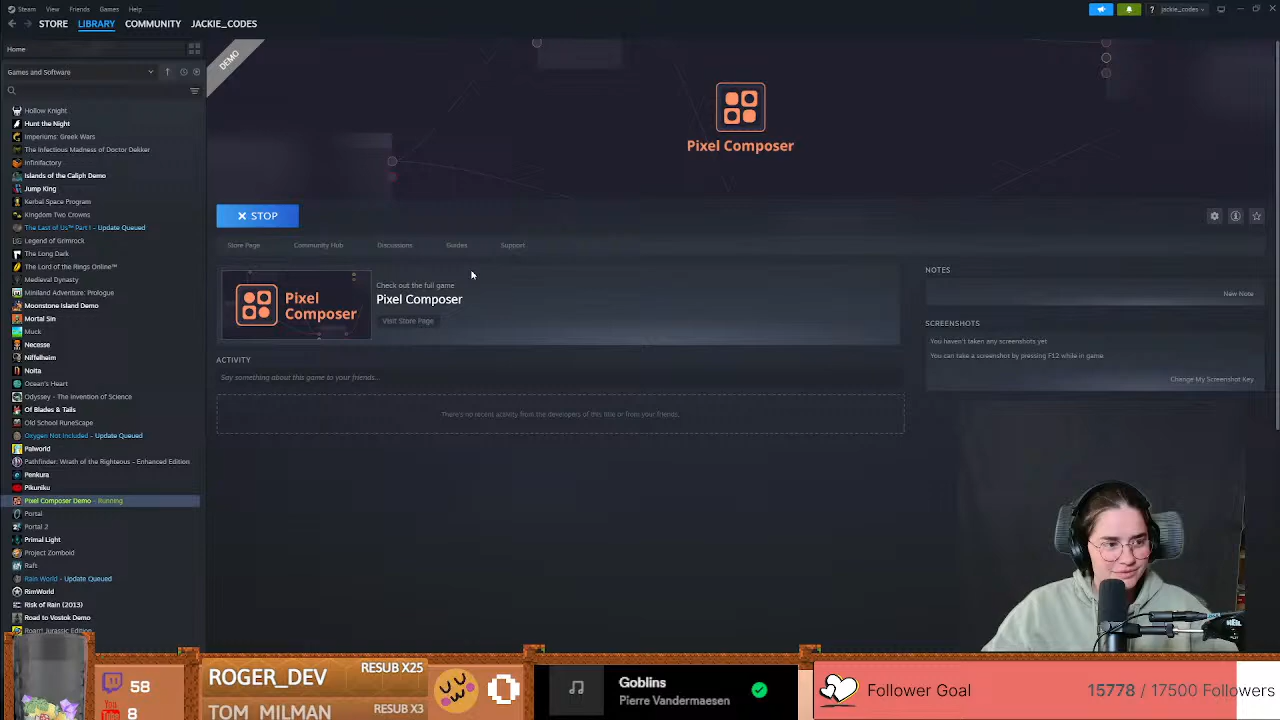 Steam View Friends Games Help
jackie_codes
STORE LIBRARY COMMUNITY JACKIE_CODES
Home
Games and Software
DEMO
Pixel Composer
STOP
Store Page Community Hub Discussions Guides Support
Check out the full game
Pixel Composer
Visit Store Page
Pixel
Composer
ACTIVITY
Say something about this game to your friends...
There's no recent activity from the developers of this title or from your friends.
NOTES
New Note
SCREENSHOTS
You haven't taken any screenshots yet
You can take a screenshot by pressing F12 while in game
Change My Screenshot Key
Hollow Knight
Hunt the Night
Imperiums: Greek Wars
The Infectious Madness of Doctor Dekker
Infinifactory
Islands of the Caliph Demo
Jump King
Kerbal Space Program
Kingdom Two Crowns
The Last of Us™ Part I - Update Queued
Legend of Grimrock
The Long Dark
The Lord of the Rings Online™
Medieval Dynasty
Miniland Adventure: Prologue
Moonstone Island Demo
Mortal Sin
Muck
Necesse
Niffelheim
Noita
Ocean's Heart
Odyssey - The Invention of Science
Of Blades & Tails
Old School RuneScape
Oxygen Not Included - Update Queued
Palworld
Pathfinder: Wrath of the Righteous - Enhanced Edition
Penkura
Pikuniku
Pixel Composer Demo - Running
Portal
Portal 2
Primal Light
Project Zomboid
Raft
Rain World - Update Queued
RimWorld
Risk of Rain (2013)
Road to Vostok Demo
Roarr! Jurassic Edition
58
8
ROGER_DEV RESUB X25
TOM_MILMAN RESUB X3
Goblins
Pierre Vandermaesen
Follower Goal 15778 / 17500 Followers